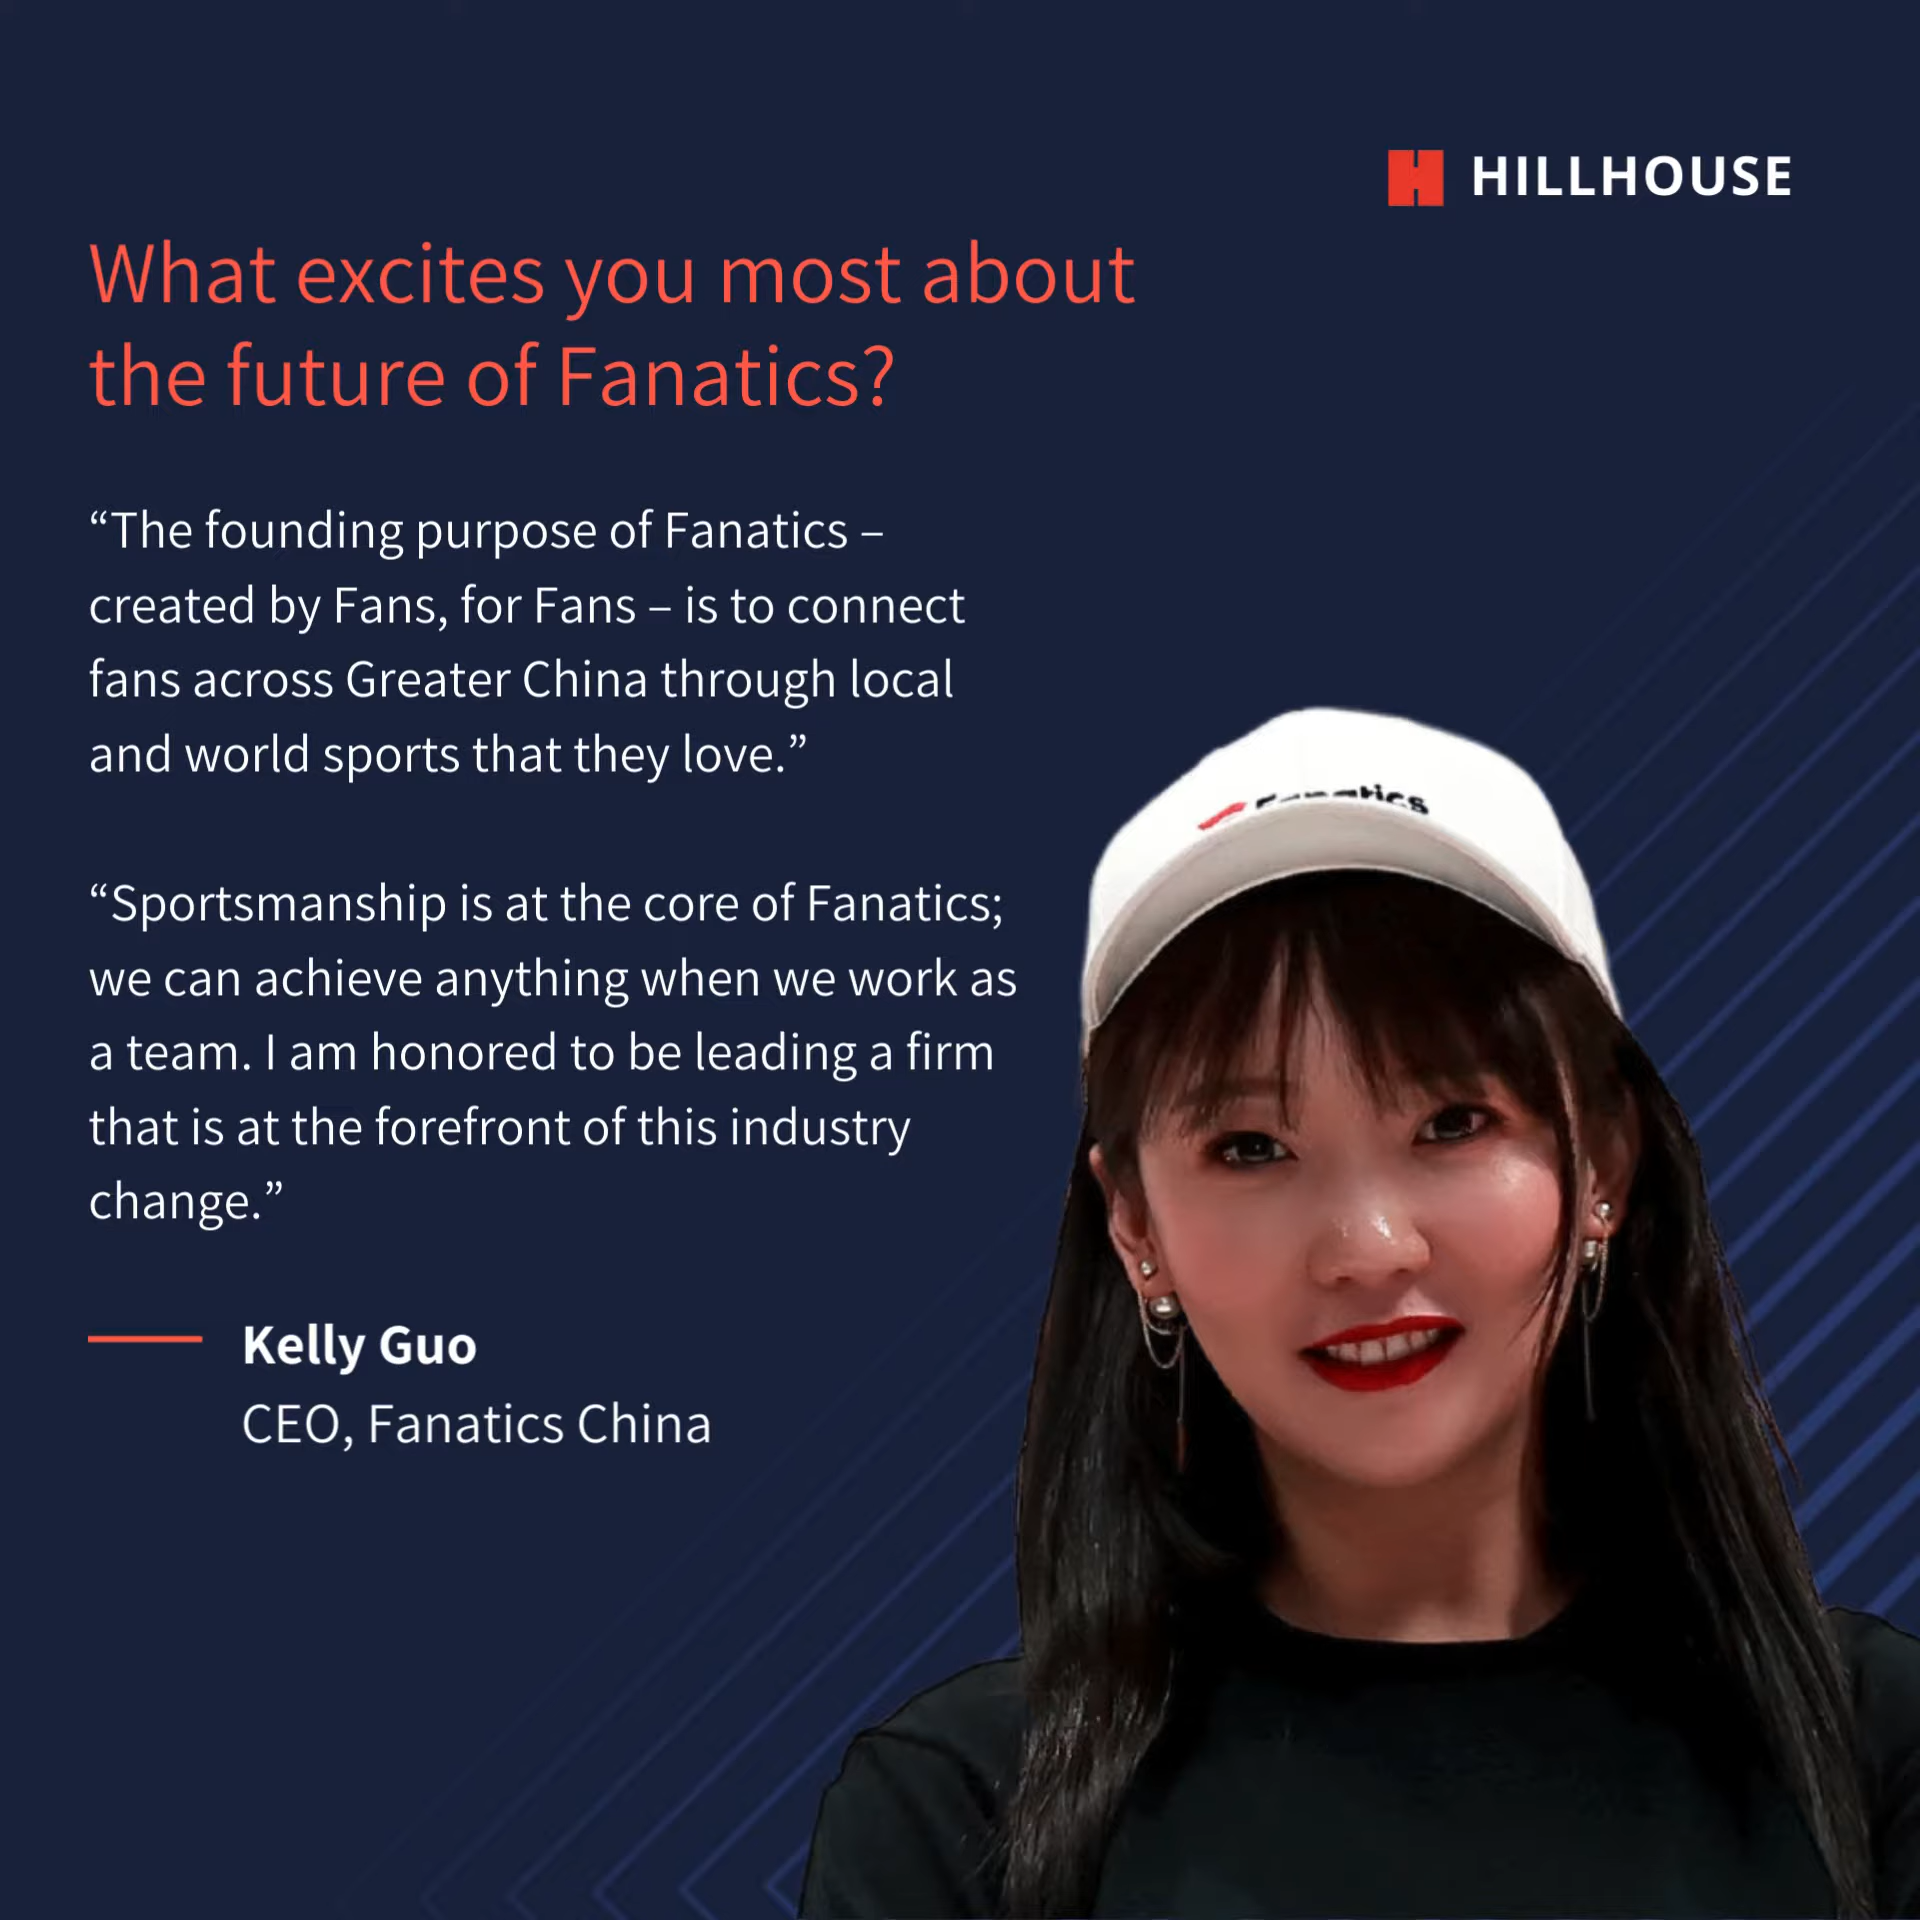 HILLHOUSE
What excites you most about
the future of Fanatics?
“The founding purpose of Fanatics –
created by Fans, for Fans – is to connect
fans across Greater China through local
and world sports that they love.”
“Sportsmanship is at the core of Fanatics;
we can achieve anything when we work as
a team. I am honored to be leading a firm
that is at the forefront of this industry
change.”
Kelly Guo
CEO, Fanatics China
Fanatics